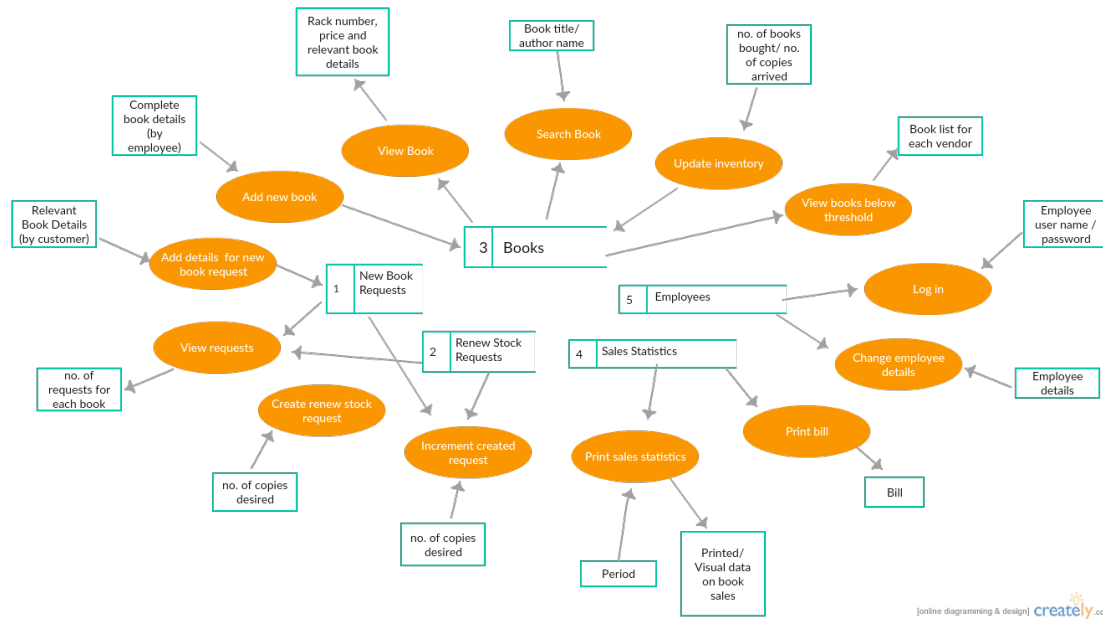 Rack number,
price and
relevant book
details
Book title/
author name
no. of books
bought/ no.
of copies
arrived
Complete
book details
(by
employee)
View Book
Search Book
Update inventory
Book list for
each vendor
Add new book
View books below
threshold
Relevant
Book Details
(by customer)
Employee
user name /
password
3 Books
Add details for new
book request
1
New Book
Requests
Log in
5 Employees
View requests
2
Renew Stock
Requests
4 Sales Statistics
Change employee
details
no. of
requests for
each book
Employee
details
Create renew stock
request
Increment created
request
Print sales statistics
Print bill
no. of copies
desired
Bill
no. of copies
desired
Period
Printed/
Visual data
on book
sales
[online diagramming & design] creately.co